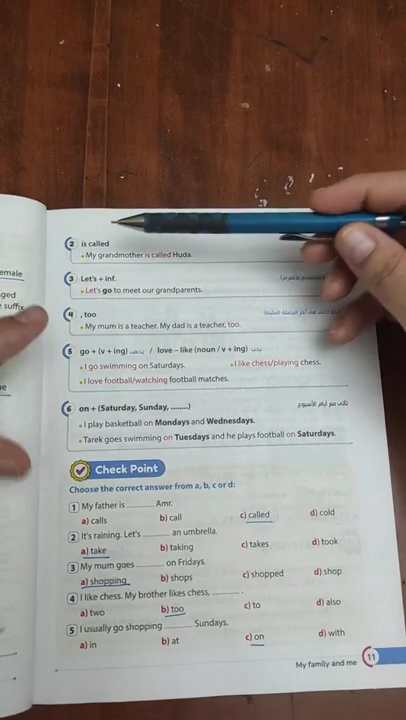 emale
ged
e suffix
ne
2 is called
• My grandmother is called Huda.
3 Let's + inf.
• Let's go to meet our grandparents.
4 , too
• My mum is a teacher. My dad is a teacher, too.
5 go + (v + ing) يذهب / love – like (noun / v + ing) يحب
• I go swimming on Saturdays. • I like chess/playing chess.
• I love football/watching football matches.
6 on + (Saturday, Sunday, ........) تأتي مع أيام الأسبوع
• I play basketball on Mondays and Wednesdays.
• Tarek goes swimming on Tuesdays and he plays football on Saturdays.
Check Point
Choose the correct answer from a, b, c or d:
1 My father is ........ Amr.
a) calls b) call c) called d) cold
2 It's raining. Let's ........ an umbrella.
a) take b) taking c) takes d) took
3 My mum goes ........ on Fridays.
a) shopping b) shops c) shopped d) shop
4 I like chess. My brother likes chess, ........ .
a) two b) too c) to d) also
5 I usually go shopping ........ Sundays.
a) in b) at c) on d) with
My family and me 11